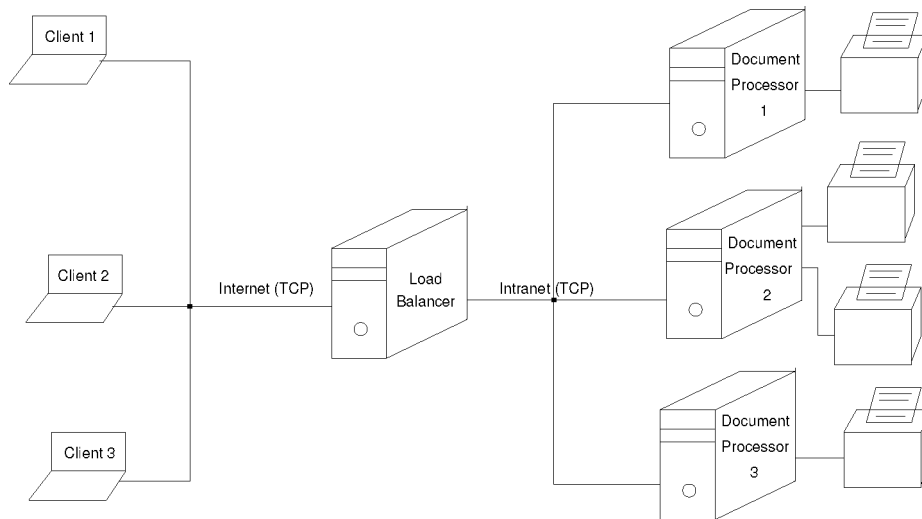 Client 1
Client 2
Client 3
Internet (TCP)
Load
Balancer
Intranet (TCP)
Document
Processor
1
Document
Processor
2
Document
Processor
3